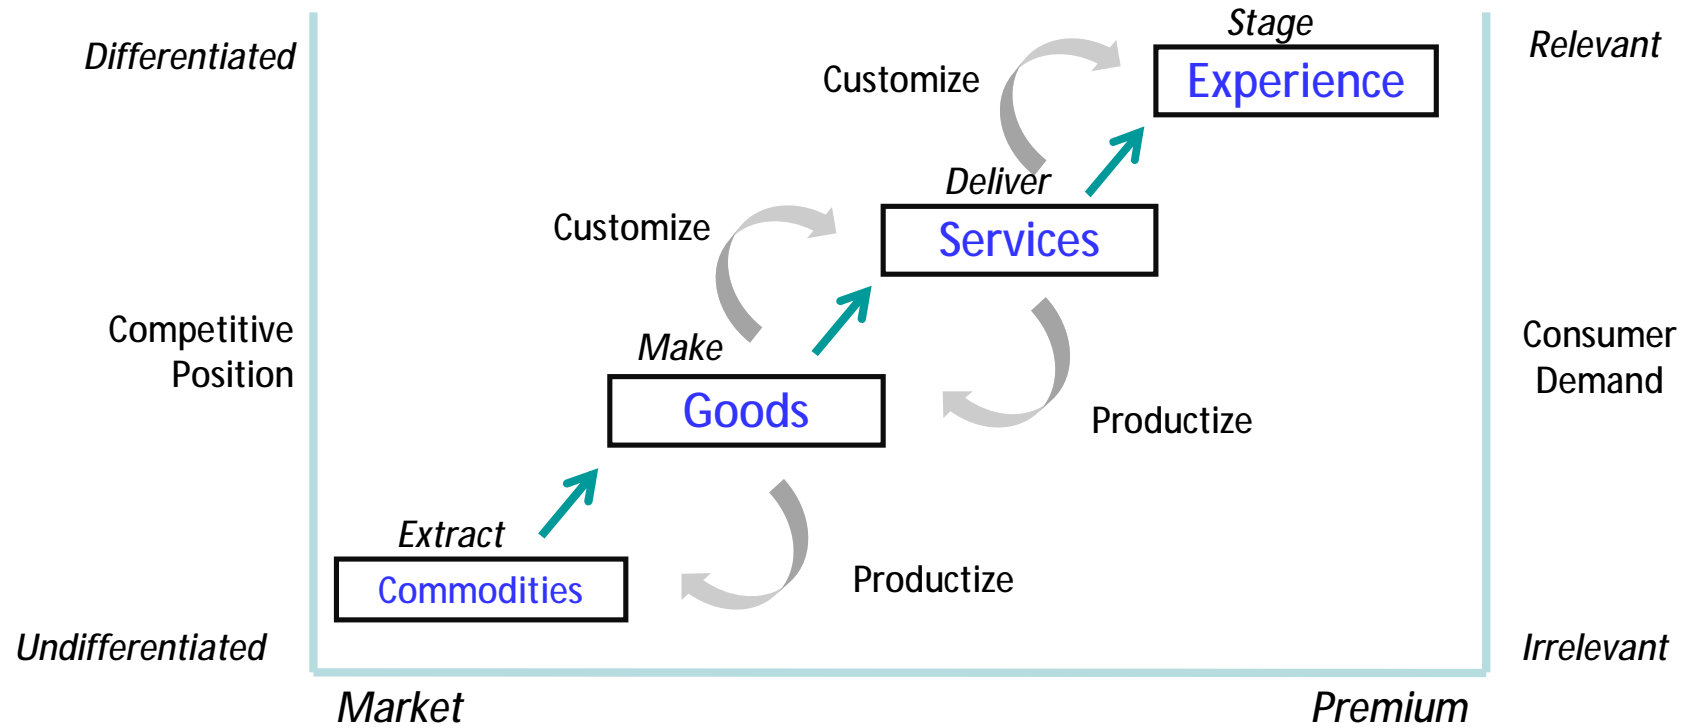 Stage
Differentiated
Relevant
Customize
Experience
Deliver
Customize
Services
Competitive
Position
Make
Consumer
Demand
Goods
Productize
Extract
Commodities
Productize
Undifferentiated
Irrelevant
Market
Premium